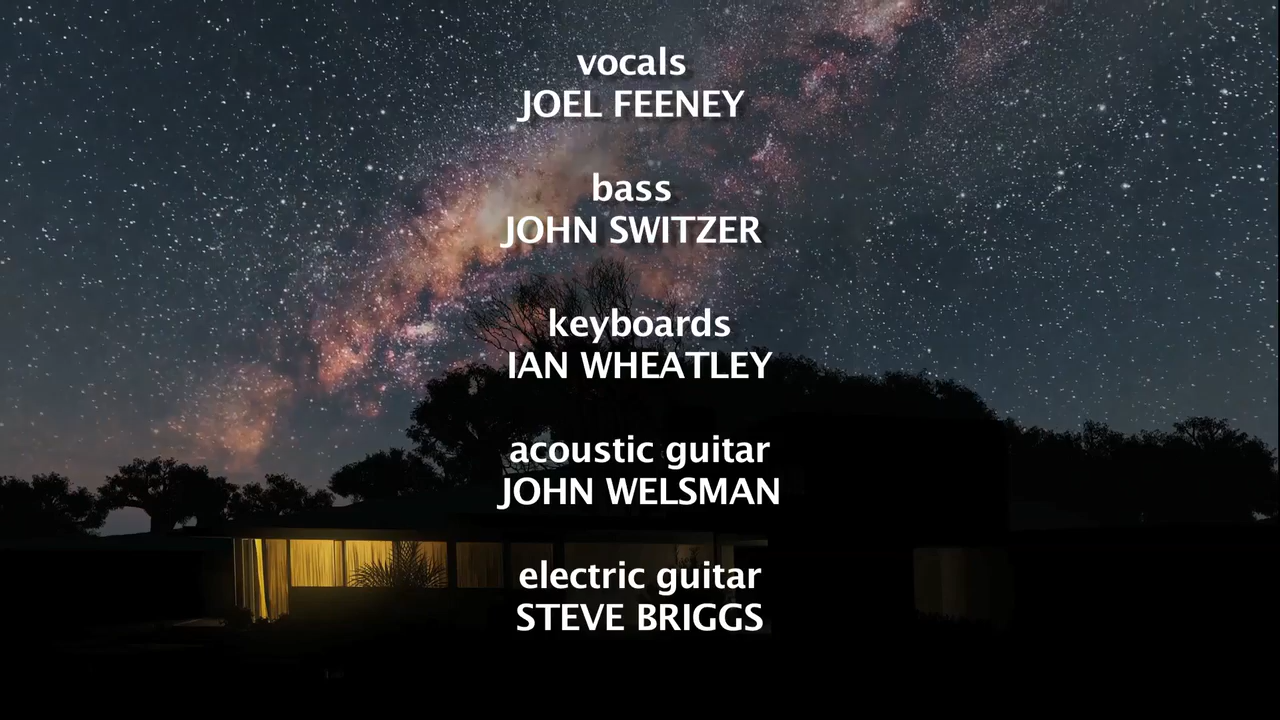 vocals
JOEL FEENEY
bass
JOHN SWITZER
keyboards
IAN WHEATLEY
acoustic guitar
JOHN WELSMAN
electric guitar
STEVE BRIGGS